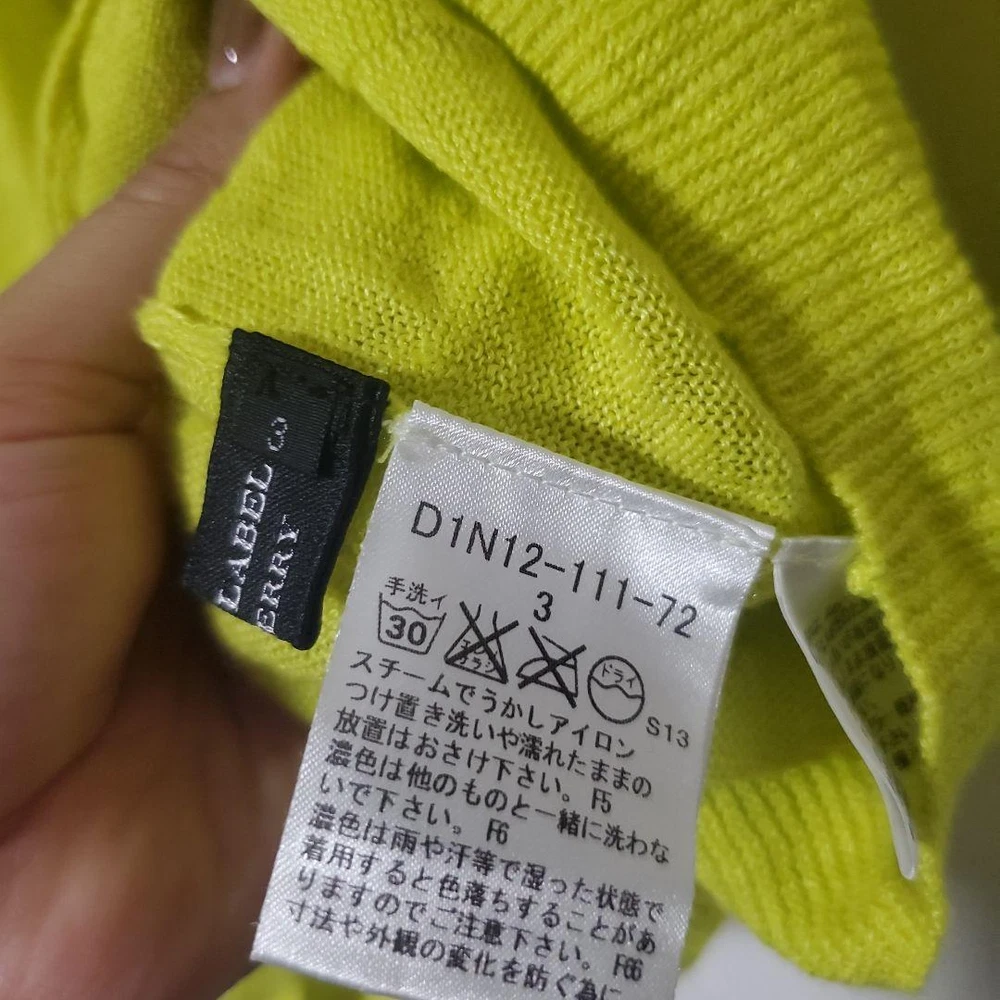 LABEL
ERRY
3
D1N12-111-72
3
手洗イ
30
エンソ
ドライ
S13
スチームでうかしアイロン
つけ置き洗いや濡れたままの
放置はおさけ下さい。 F5
濃色は他のものと一緒に洗わな
いで下さい。 F6
濃色は雨や汗等で湿った状態で
着用すると色落ちすることがあ
りますのでご注意下さい。 F66
寸法や外観の変化を防ぐ為に